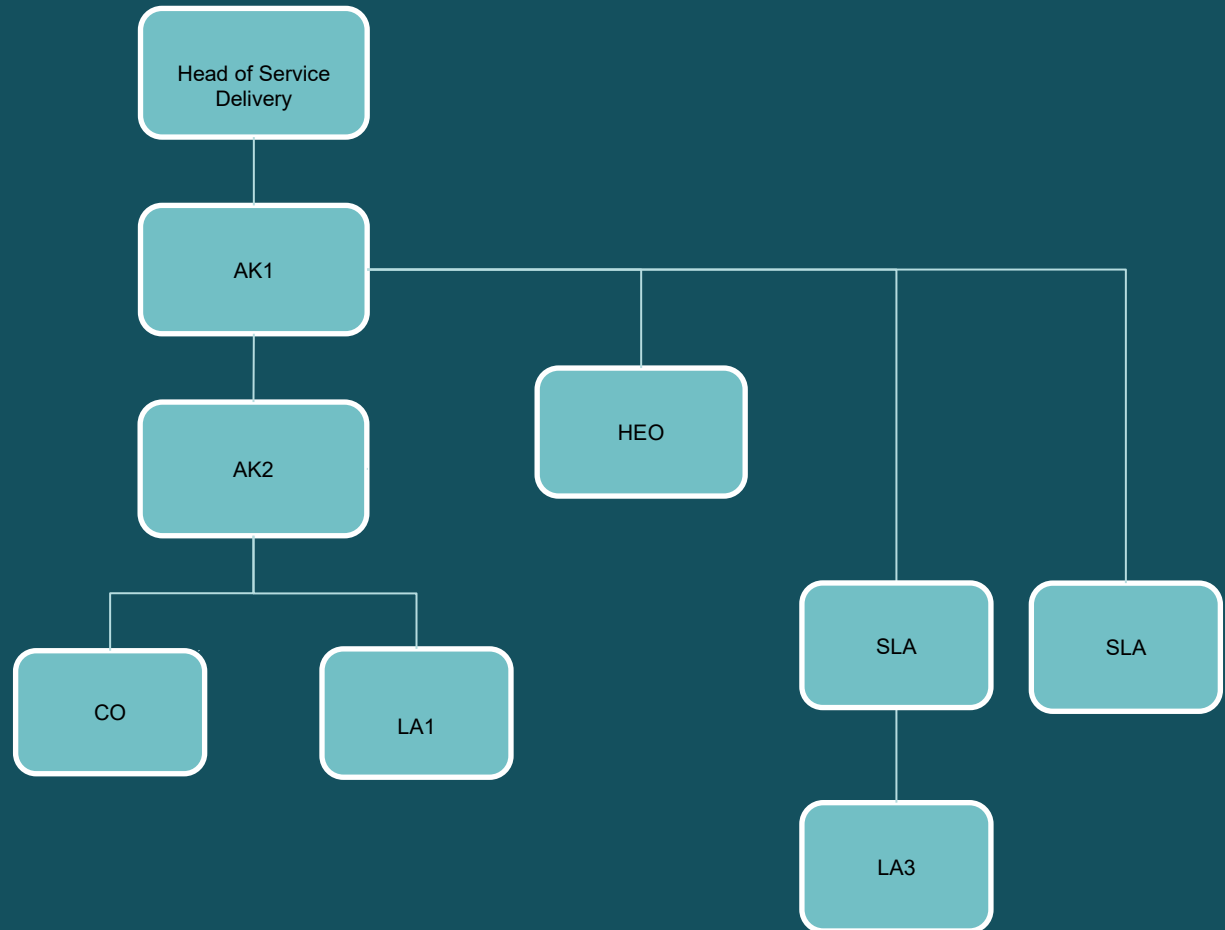 Head of Service
Delivery
AK1
AK2
HEO
SLA
SLA
CO
LA1
LA3